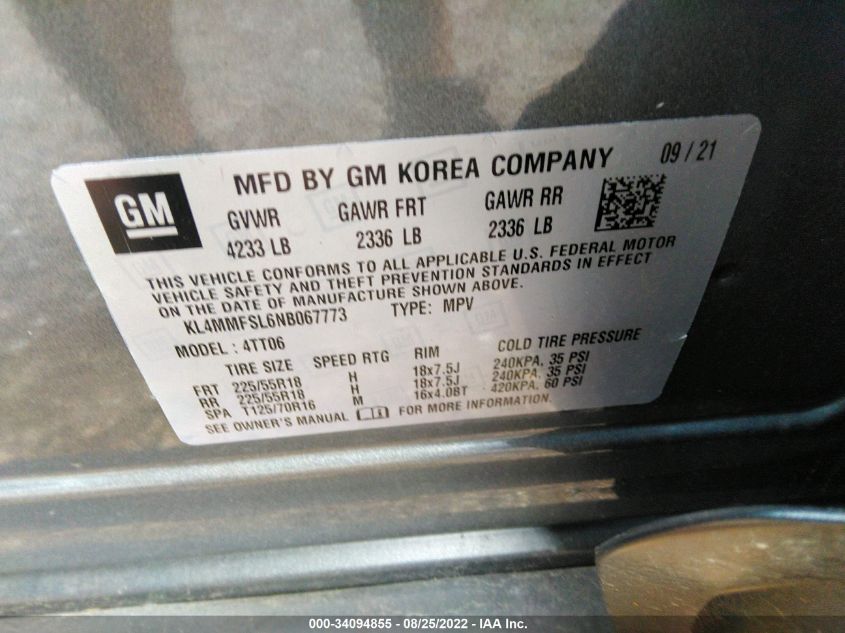 GM
MFD BY GM KOREA COMPANY 09 / 21
GVWR GAWR FRT GAWR RR
4233 LB 2336 LB 2336 LB
THIS VEHICLE CONFORMS TO ALL APPLICABLE U.S. FEDERAL MOTOR
VEHICLE SAFETY AND THEFT PREVENTION STANDARDS IN EFFECT
ON THE DATE OF MANUFACTURE SHOWN ABOVE.
KL4MMFSL6NB067773 TYPE: MPV
MODEL: 4TT06
TIRE SIZE SPEED RTG RIM COLD TIRE PRESSURE
FRT 225/55R18 H 18x7.5J 240KPA, 35 PSI
RR 225/55R18 H 18x7.5J 240KPA, 35 PSI
SPA T125/70R16 M 16x4.0BT 420KPA, 60 PSI
SEE OWNER'S MANUAL FOR MORE INFORMATION.
000-34094855 - 08/25/2022 - IAA Inc.